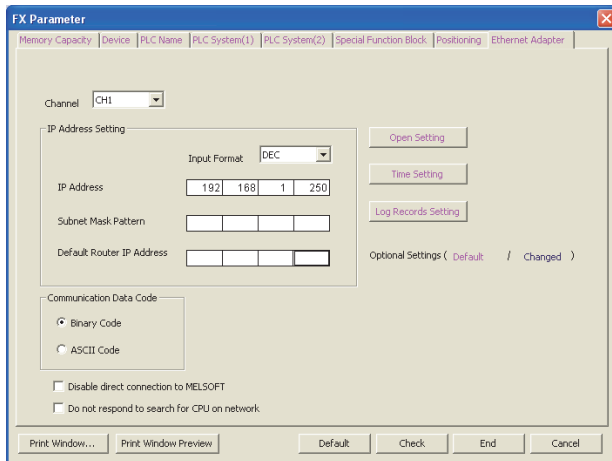 FX Parameter
Memory Capacity Device PLC Name PLC System(1) PLC System(2) Special Function Block Positioning Ethernet Adapter
Channel CH1
IP Address Setting
Input Format DEC
IP Address 192 168 1 250
Subnet Mask Pattern
Default Router IP Address
Open Setting
Time Setting
Log Records Setting
Optional Settings ( Default / Changed )
Communication Data Code
Binary Code
ASCII Code
Disable direct connection to MELSOFT
Do not respond to search for CPU on network
Print Window... Print Window Preview Default Check End Cancel